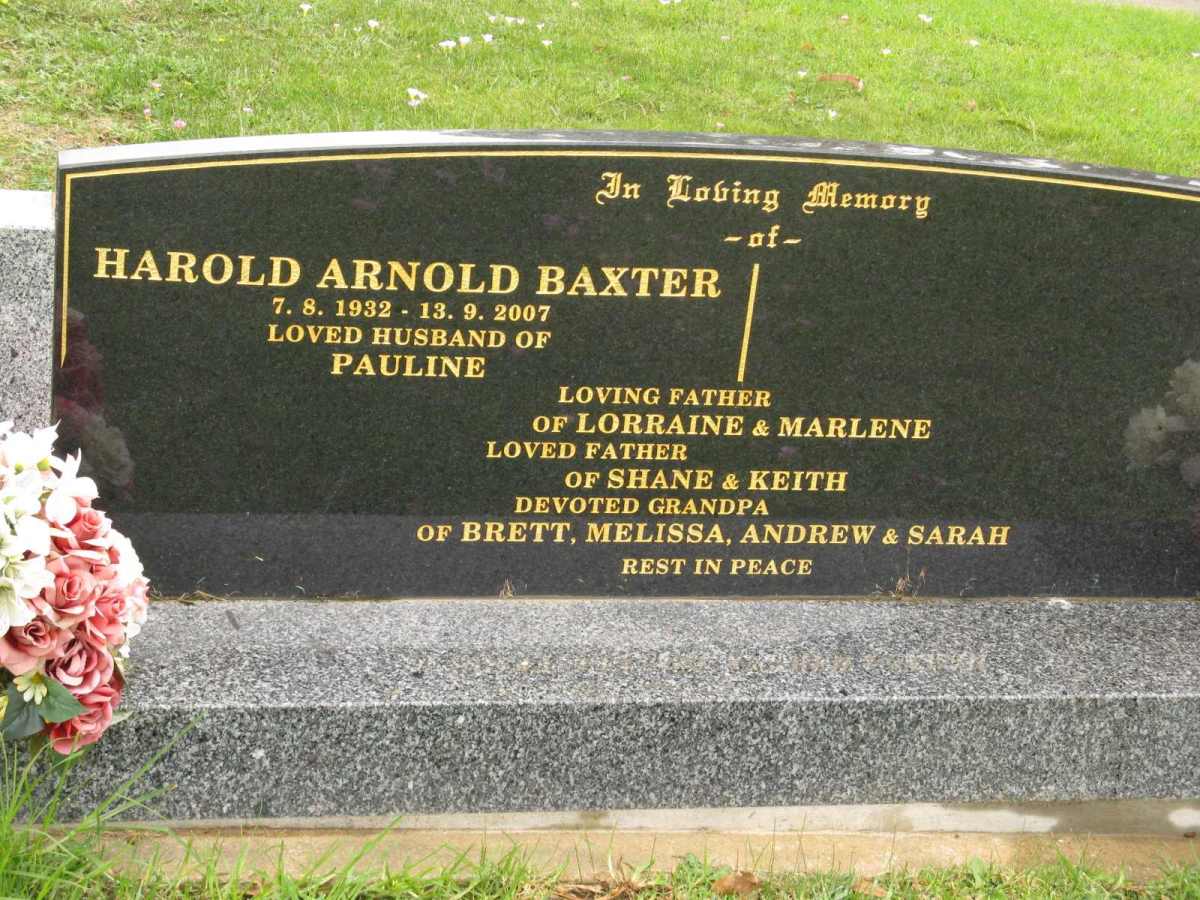 In Loving Memory
-of-
HAROLD ARNOLD BAXTER
7. 8. 1932 - 13. 9. 2007
LOVED HUSBAND OF
PAULINE
LOVING FATHER
OF LORRAINE & MARLENE
LOVED FATHER
OF SHANE & KEITH
DEVOTED GRANDPA
OF BRETT, MELISSA, ANDREW & SARAH
REST IN PEACE